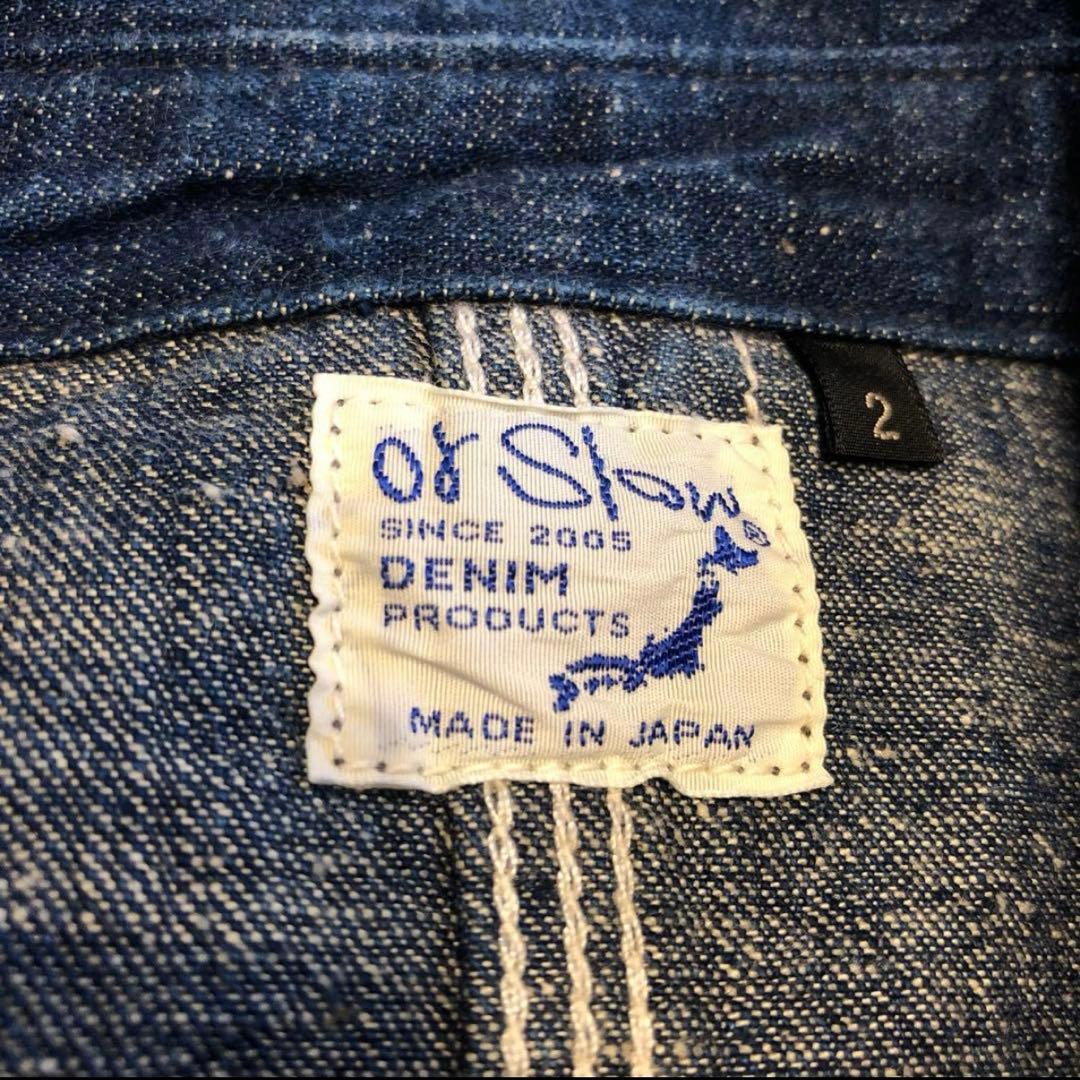 or Slow®
SINCE 2005
DENIM
PRODUCTS
MADE IN JAPAN
2